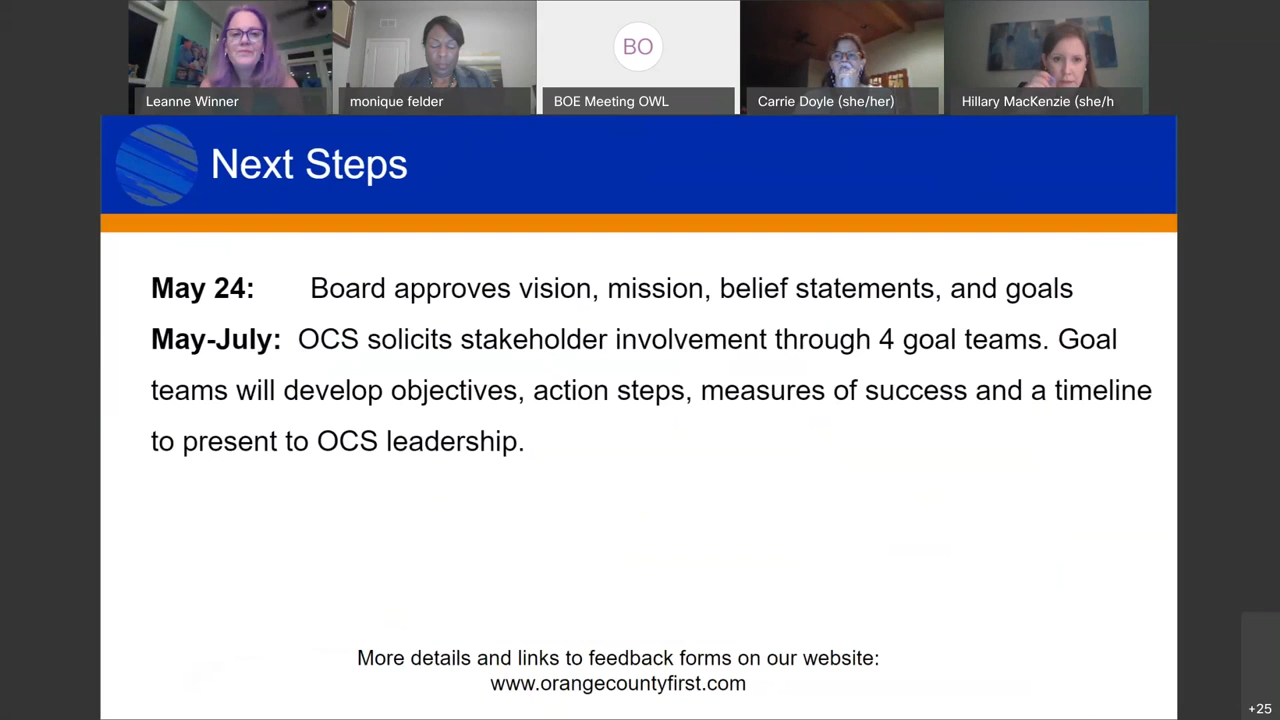 Leanne Winner
monique felder
BO
BOE Meeting OWL
Carrie Doyle (she/her)
Hillary MacKenzie (she/h
Next Steps
May 24: Board approves vision, mission, belief statements, and goals
May-July: OCS solicits stakeholder involvement through 4 goal teams. Goal
teams will develop objectives, action steps, measures of success and a timeline
to present to OCS leadership.
More details and links to feedback forms on our website:
www.orangecountyfirst.com
+25